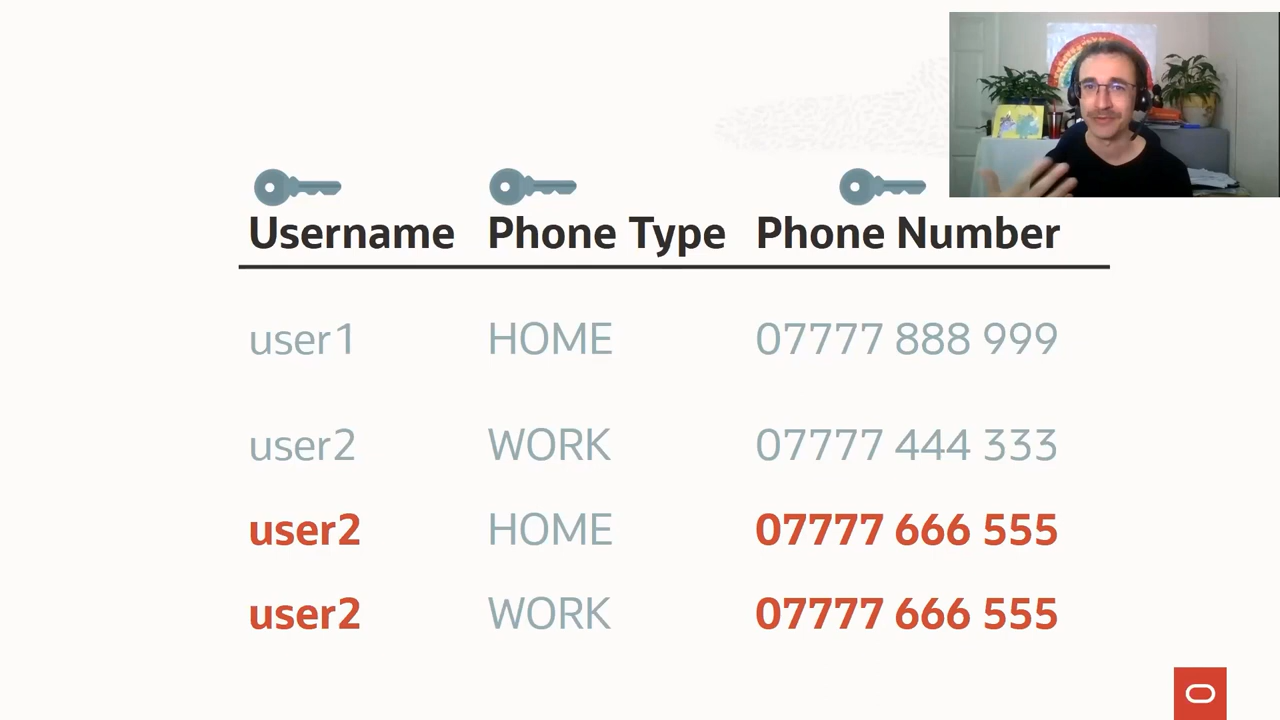 Username Phone Type Phone Number
user1 HOME 07777 888 999
user2 WORK 07777 444 333
user2 HOME 07777 666 555
user2 WORK 07777 666 555